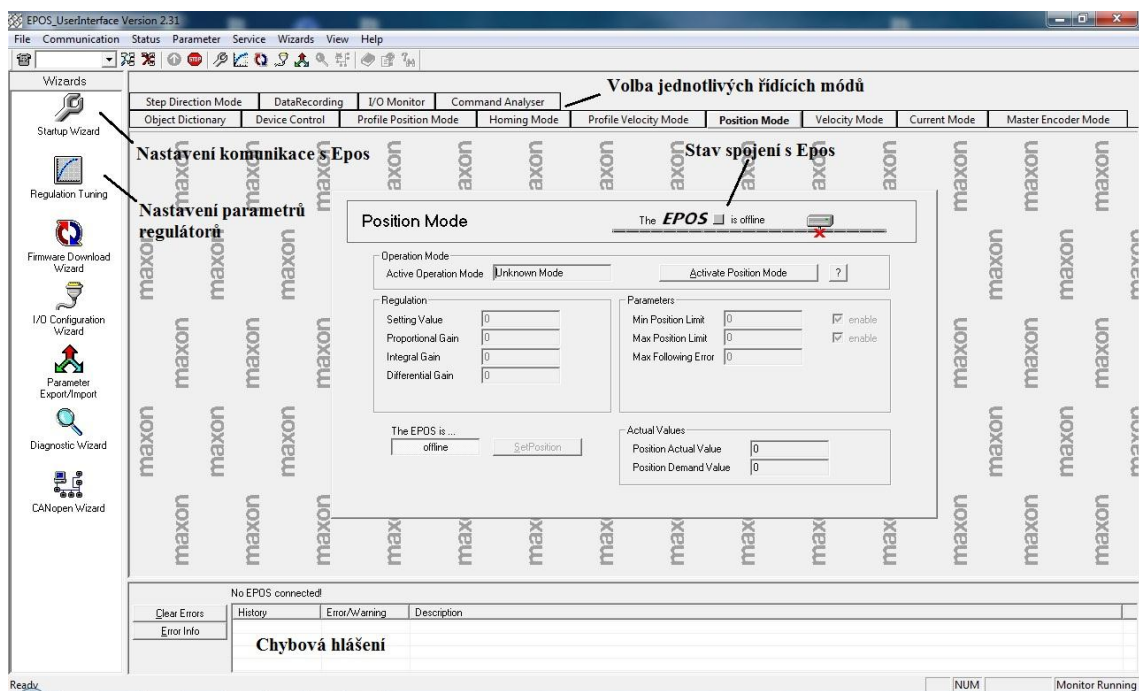 EPOS_UserInterface Version 2.31
File Communication Status Parameter Service Wizards View Help
STOP
Wizards
Startup Wizard
Regulation Tuning
Firmware Download
Wizard
I/O Configuration
Wizard
Parameter
Export/Import
Diagnostic Wizard
CANopen Wizard
Volba jednotlivých řídících módů
Step Direction Mode DataRecording I/O Monitor Command Analyser
Object Dictionary Device Control Profile Position Mode Homing Mode Profile Velocity Mode Position Mode Velocity Mode Current Mode Master Encoder Mode
Nastavení komunikace s Epos
Stav spojení s Epos
Nastavení parametrů
regulátorů
maxon
Position Mode
The EPOS is offline
Operation Mode
Active Operation Mode Unknown Mode Activate Position Mode ?
Regulation
Setting Value 0
Proportional Gain 0
Integral Gain 0
Differential Gain 0
Parameters
Min Position Limit 0 enable
Max Position Limit 0 enable
Max Following Error 0
The EPOS is ...
offline SetPosition
Actual Values
Position Actual Value 0
Position Demand Value 0
No EPOS connected!
Clear Errors
Error Info
History Error/Warning Description
Chybová hlášení
Ready NUM Monitor Running